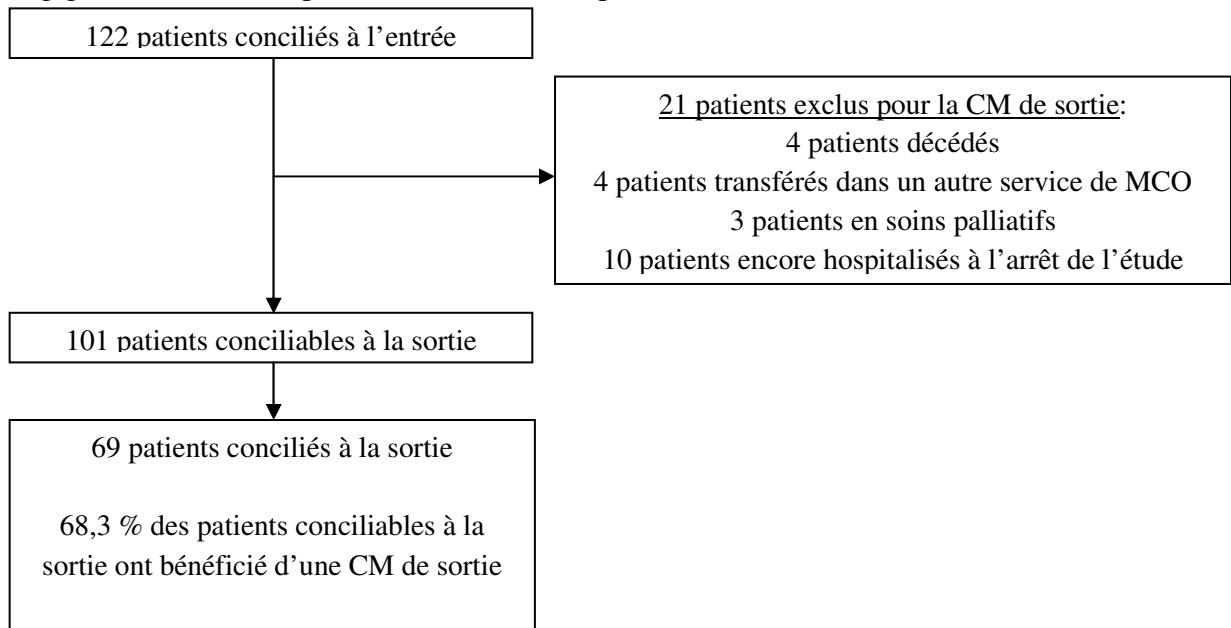 122 patients conciliés à l’entrée
21 patients exclus pour la CM de sortie:
4 patients décédés
4 patients transférés dans un autre service de MCO
3 patients en soins palliatifs
10 patients encore hospitalisés à l’arrêt de l’étude
101 patients conciliables à la sortie
69 patients conciliés à la sortie
68,3 % des patients conciliables à la
sortie ont bénéficié d’une CM de sortie